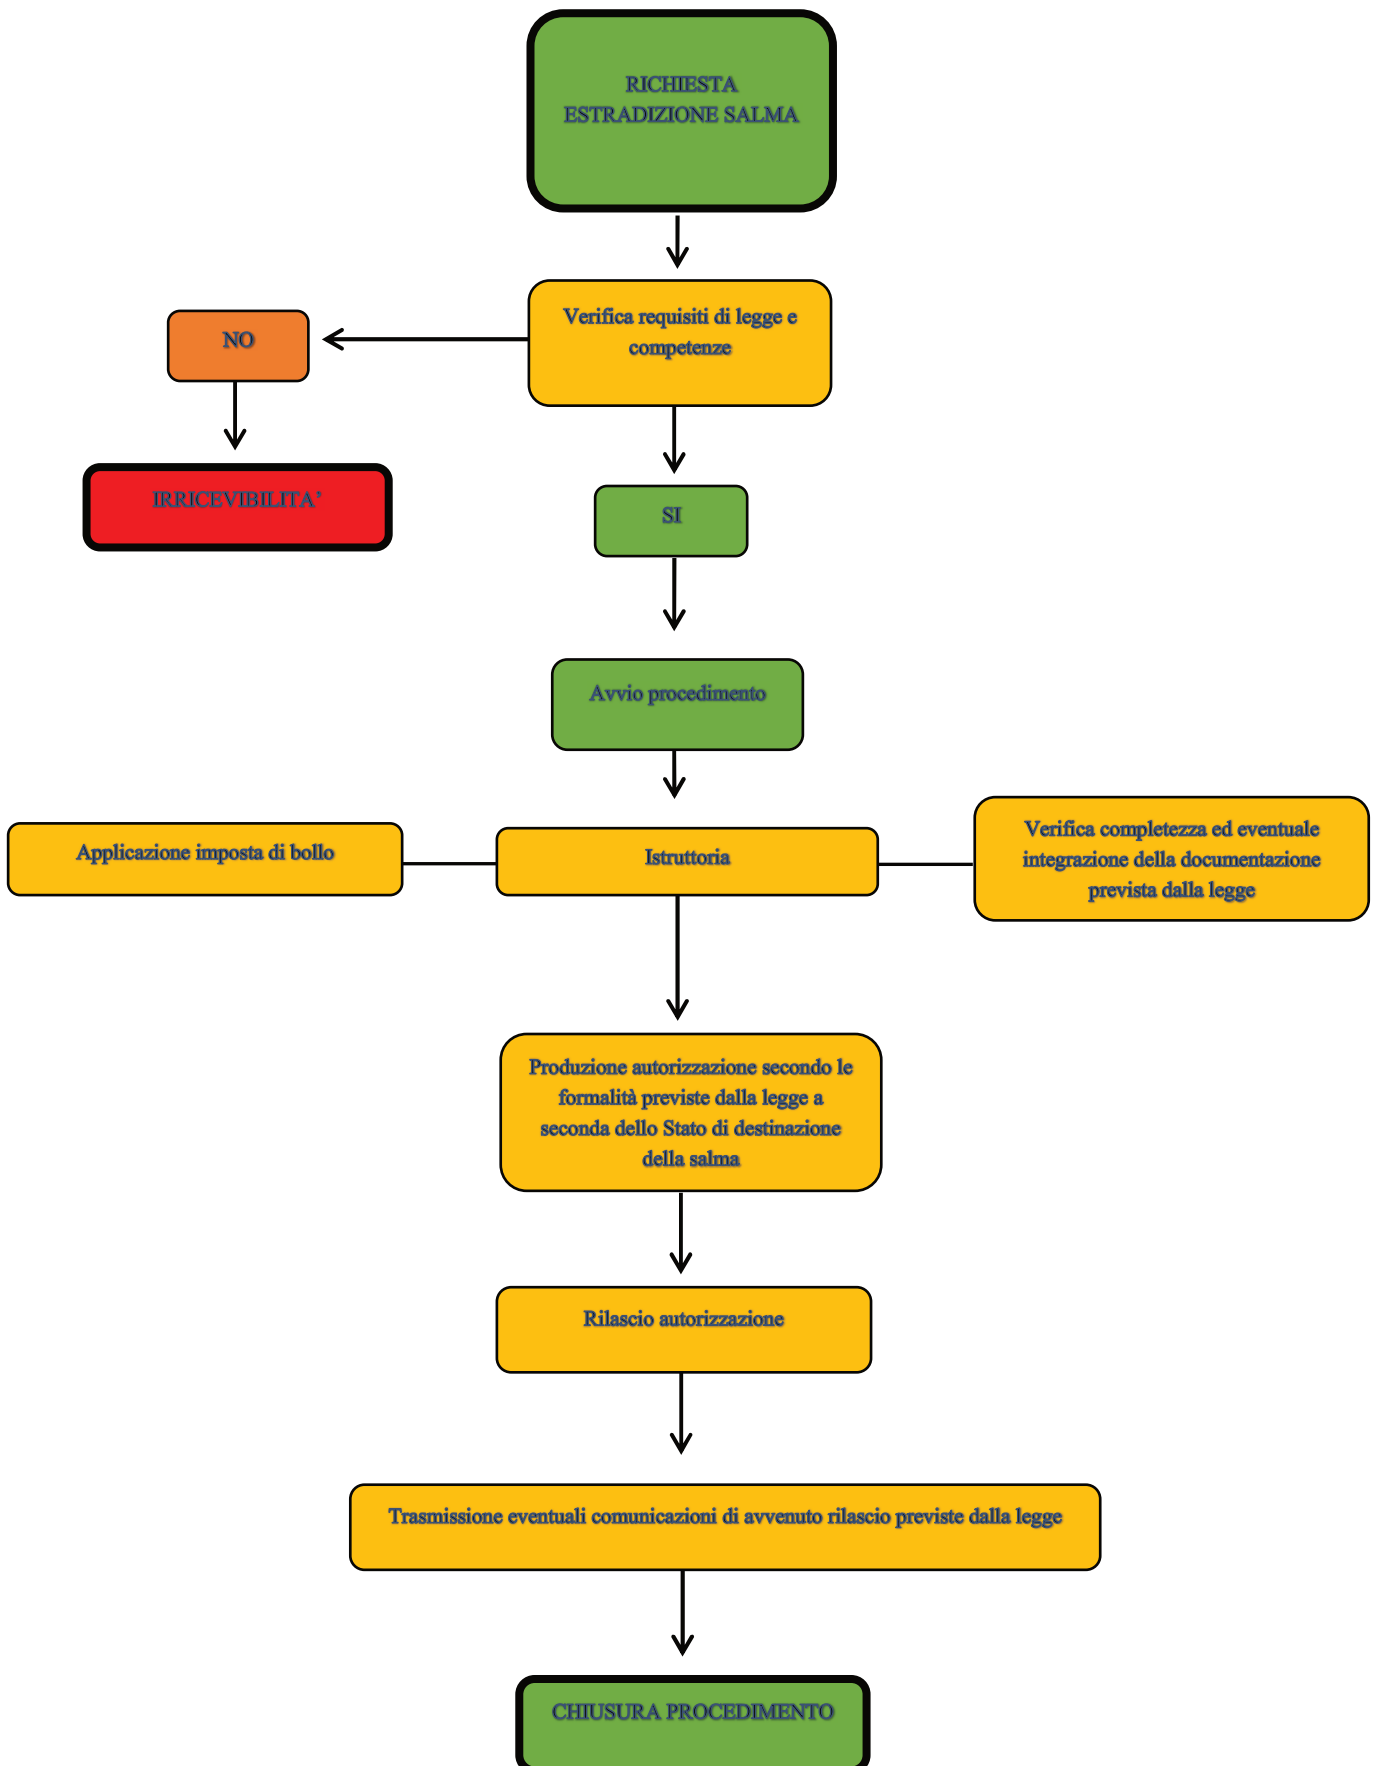 RICHIESTA
ESTRADIZIONE SALMA
Verifica requisiti di legge e
competenze
NO
IRRICEVIBILITA’
SI
Avvio procedimento
Applicazione imposta di bollo
Istruttoria
Verifica completezza ed eventuale
integrazione della documentazione
prevista dalla legge
Produzione autorizzazione secondo le
formalità previste dalla legge a
seconda dello Stato di destinazione
della salma
Rilascio autorizzazione
Trasmissione eventuali comunicazioni di avvenuto rilascio previste dalla legge
CHIUSURA PROCEDIMENTO